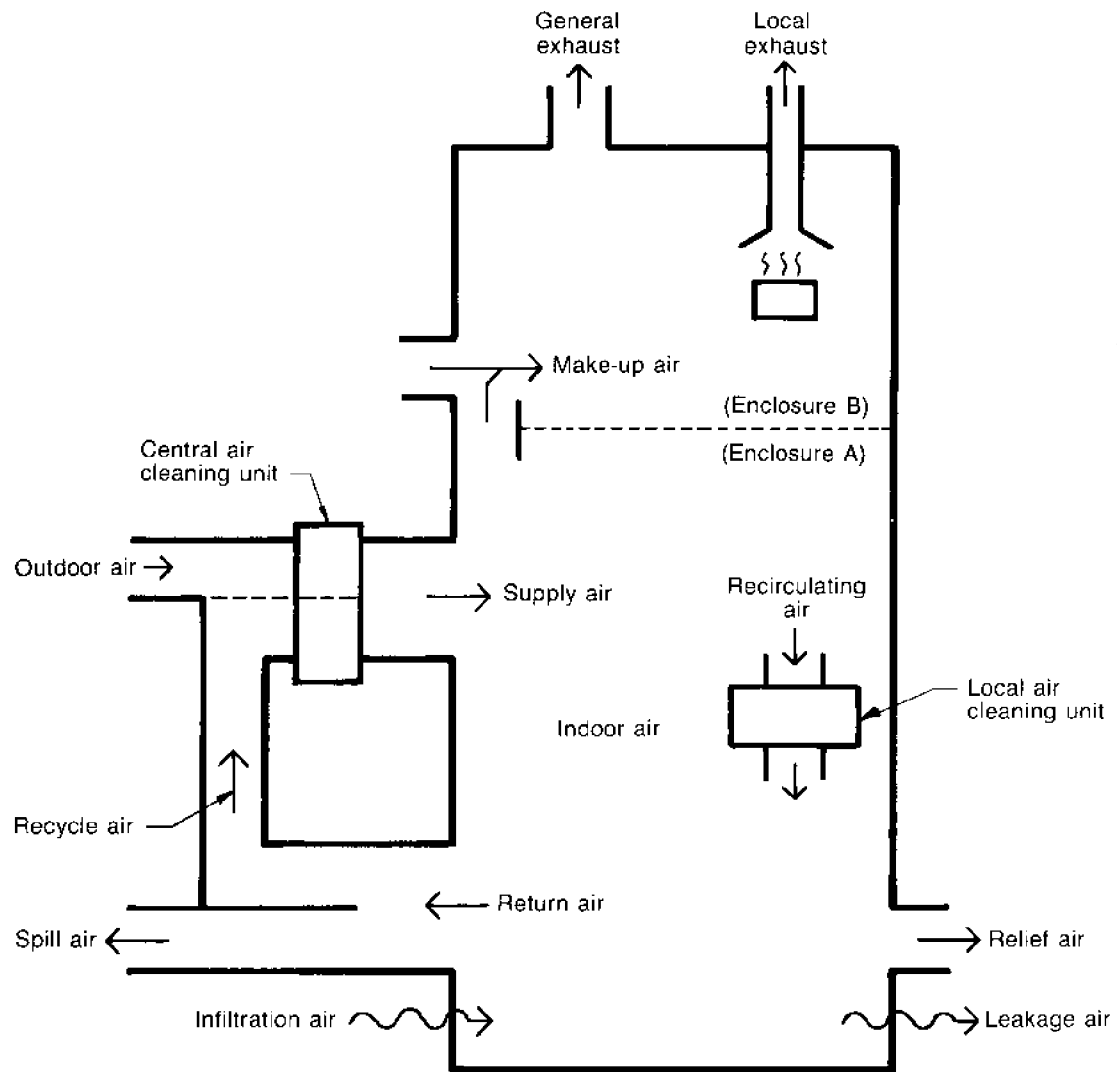 General
exhaust
Local
exhaust
Make-up air
(Enclosure B)
(Enclosure A)
Central air
cleaning unit
Outdoor air
Supply air
Recirculating
air
Local air
cleaning unit
Indoor air
Recycle air
Return air
Spill air
Relief air
Infiltration air
Leakage air